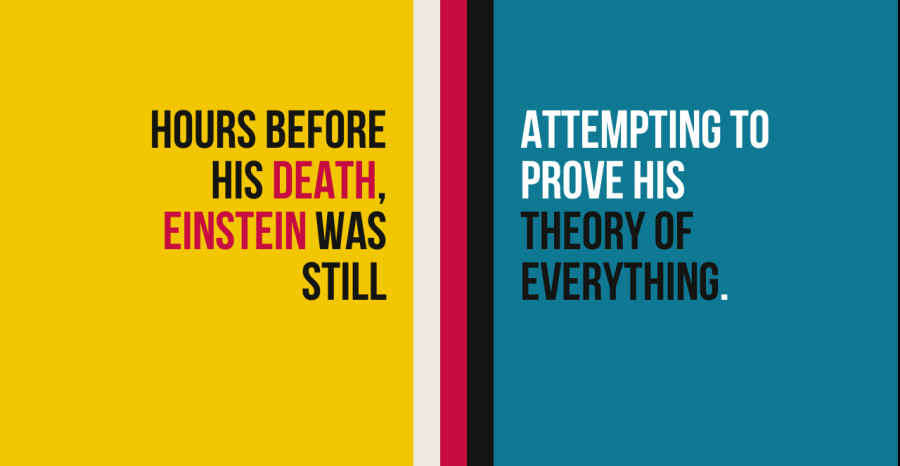 HOURS BEFORE
HIS DEATH,
EINSTEIN WAS
STILL
ATTEMPTING TO
PROVE HIS
THEORY OF
EVERYTHING.